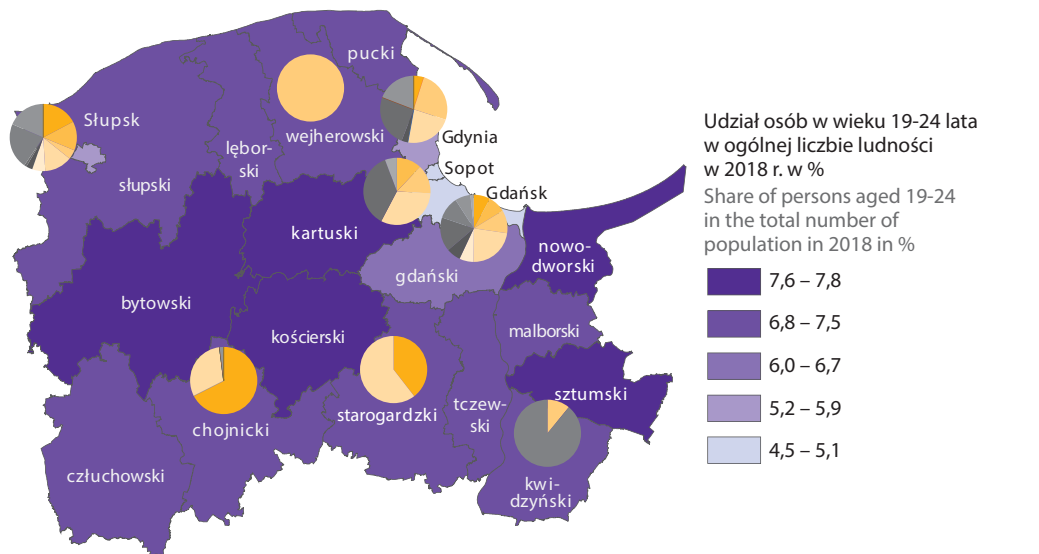 pucki
Słupsk
wejherowski
Gdynia
lębor-
ski
Sopot
słupski
Gdańsk
kartuski
nowo-
dworski
gdański
bytowski
kościerski
malborski
sztumski
starogardzki
tczew-
ski
chojnicki
człuchowski
kwi-
dzyński
Udział osób w wieku 19-24 lata
w ogólnej liczbie ludności
w 2018 r. w %
Share of persons aged 19-24
in the total number of
population in 2018 in %
7,6 – 7,8
6,8 – 7,5
6,0 – 6,7
5,2 – 5,9
4,5 – 5,1